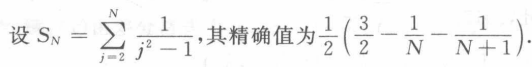 设 $S_N = \sum_{j=2}^{N} \frac{1}{j^2-1}$,其精确值为$\frac{1}{2}\left(\frac{3}{2}-\frac{1}{N}-\frac{1}{N+1}\right)$.